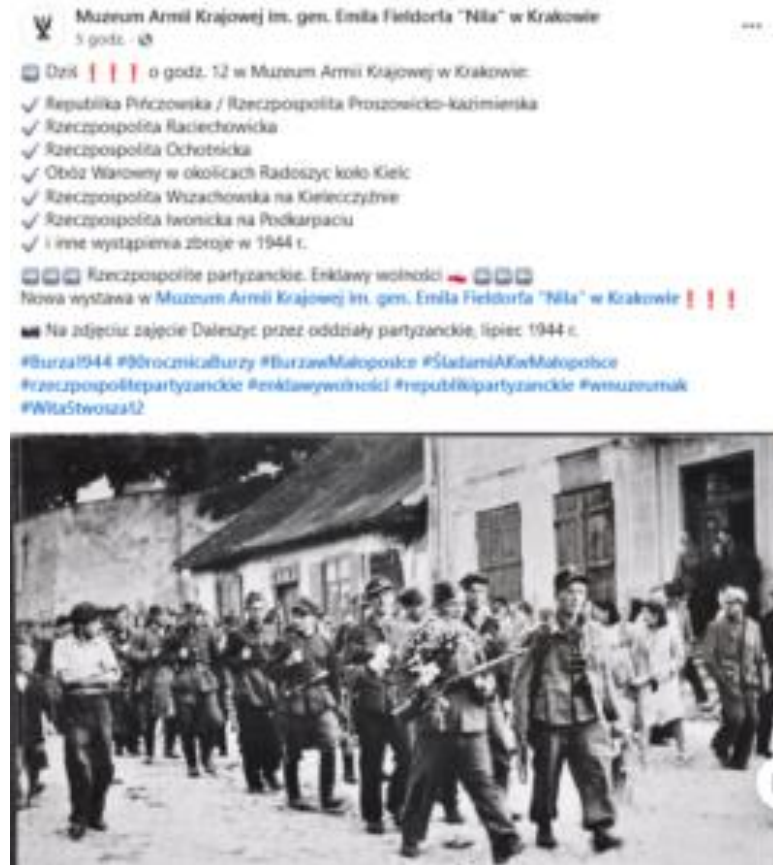 Muzeum Armii Krajowej im. gen. Emila Fieldorfa "Nila" w Krakowie
5 godz.
Dziś ❗❗❗ o godz. 12 w Muzeum Armii Krajowej w Krakowie:
✓ Republika Pińczowska / Rzeczpospolita Proszowicko-kazimierska
✓ Rzeczpospolita Raciechowicka
✓ Rzeczpospolita Ochotnicka
✓ Obóz Warowny w okolicach Radoszyc koło Kielc
✓ Rzeczpospolita Wszachowska na Kielecczyźnie
✓ Rzeczpospolita Iwonicka na Podkarpaciu
✓ i inne wystąpienia zbroje w 1944 r.
Rzeczpospolite partyzanckie. Enklawy wolności
Nowa wystawa w Muzeum Armii Krajowej im. gen. Emila Fieldorfa "Nila" w Krakowie ❗❗❗
Na zdjęciu: zajęcie Daleszyc przez oddziały partyzanckie, lipiec 1944 r.
#Burza1944 #80rocznicaBurzy #BurzawMałopolsce #ŚladamiAKwMałopolsce
#rzeczpospolitepartyzanckie #enklawywolności #republikipartyzanckie #wmuzeumak
#WitaStwosza12